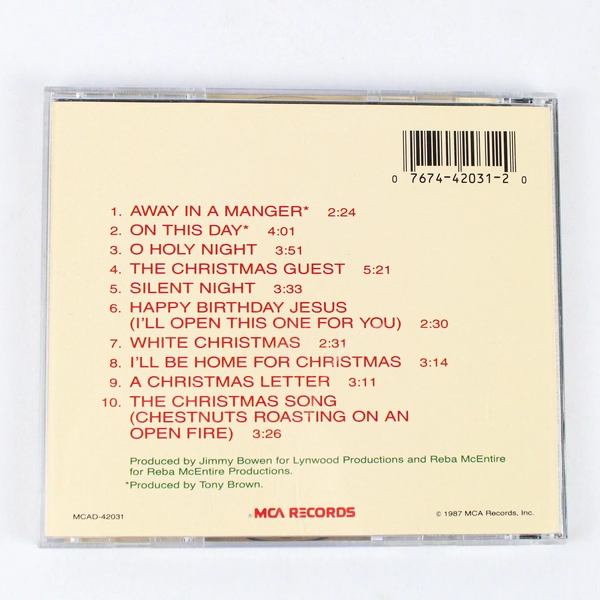 0 7674-42031-2 0
1. AWAY IN A MANGER* 2:24
2. ON THIS DAY* 4:01
3. O HOLY NIGHT 3:51
4. THE CHRISTMAS GUEST 5:21
5. SILENT NIGHT 3:33
6. HAPPY BIRTHDAY JESUS
(I'LL OPEN THIS ONE FOR YOU) 2:30
7. WHITE CHRISTMAS 2:31
8. I'LL BE HOME FOR CHRISTMAS 3:14
9. A CHRISTMAS LETTER 3:11
10. THE CHRISTMAS SONG
(CHESTNUTS ROASTING ON AN
OPEN FIRE) 3:26
Produced by Jimmy Bowen for Lynwood Productions and Reba McEntire
for Reba McEntire Productions.
*Produced by Tony Brown.
MCAD-42031 MCA RECORDS © 1987 MCA Records, Inc.